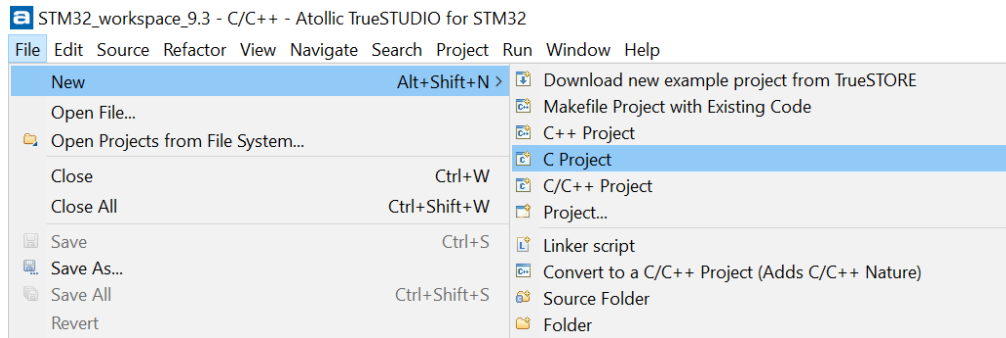 STM32_workspace_9.3 - C/C++ - Atollic TrueSTUDIO for STM32
File Edit Source Refactor View Navigate Search Project Run Window Help
New Alt+Shift+N >
Open File...
Open Projects from File System...
Close Ctrl+W
Close All Ctrl+Shift+W
Save Ctrl+S
Save As...
Save All Ctrl+Shift+S
Revert
Download new example project from TrueSTORE
Makefile Project with Existing Code
C++ Project
C Project
C/C++ Project
Project...
Linker script
Convert to a C/C++ Project (Adds C/C++ Nature)
Source Folder
Folder